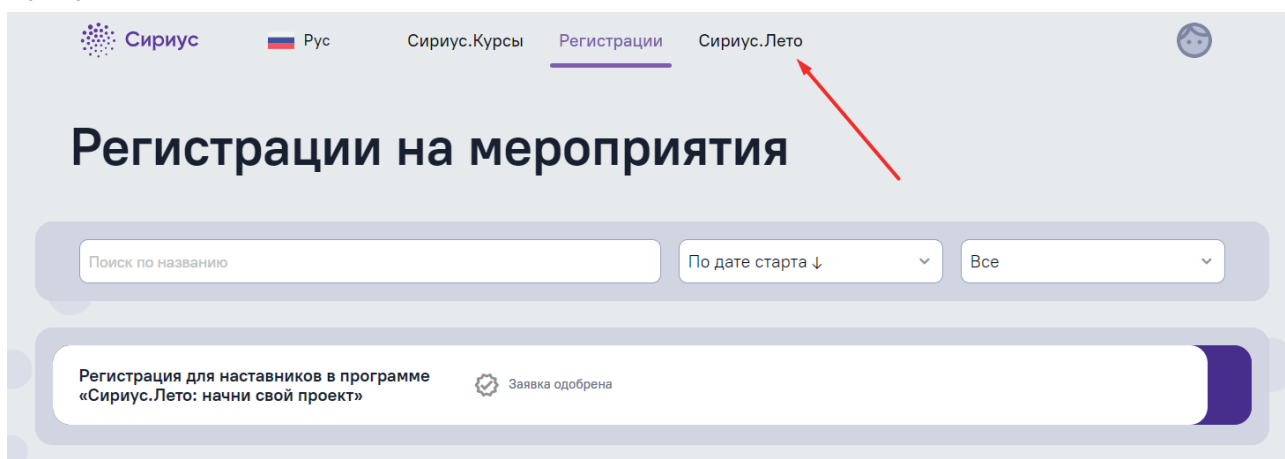 Сириус Рус Сириус.Курсы Регистрации Сириус.Лето
Регистрации на мероприятия
Поиск по названию По дате старта ↓ Все
Регистрация для наставников в программе
«Сириус.Лето: начни свой проект»
Заявка одобрена